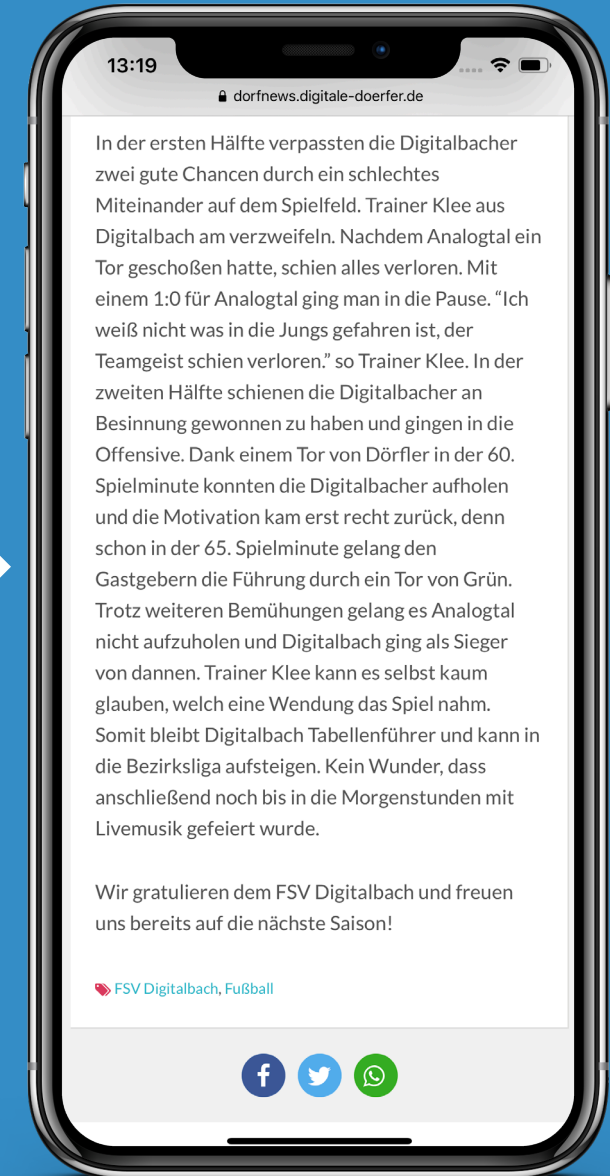 13:19
dorfnews.digitale-doerfer.de
In der ersten Hälfte verpassten die Digitalbacher
zwei gute Chancen durch ein schlechtes
Miteinander auf dem Spielfeld. Trainer Klee aus
Digitalbach am verzweifeln. Nachdem Analogtal ein
Tor geschoßen hatte, schien alles verloren. Mit
einem 1:0 für Analogtal ging man in die Pause. “Ich
weiß nicht was in die Jungs gefahren ist, der
Teamgeist schien verloren.” so Trainer Klee. In der
zweiten Hälfte schienen die Digitalbacher an
Besinnung gewonnen zu haben und gingen in die
Offensive. Dank einem Tor von Dörfler in der 60.
Spielminute konnten die Digitalbacher aufholen
und die Motivation kam erst recht zurück, denn
schon in der 65. Spielminute gelang den
Gastgebern die Führung durch ein Tor von Grün.
Trotz weiteren Bemühungen gelang es Analogtal
nicht aufzuholen und Digitalbach ging als Sieger
von dannen. Trainer Klee kann es selbst kaum
glauben, welch eine Wendung das Spiel nahm.
Somit bleibt Digitalbach Tabellenführer und kann in
die Bezirksliga aufsteigen. Kein Wunder, dass
anschließend noch bis in die Morgenstunden mit
Livemusik gefeiert wurde.
Wir gratulieren dem FSV Digitalbach und freuen
uns bereits auf die nächste Saison!
FSV Digitalbach, Fußball